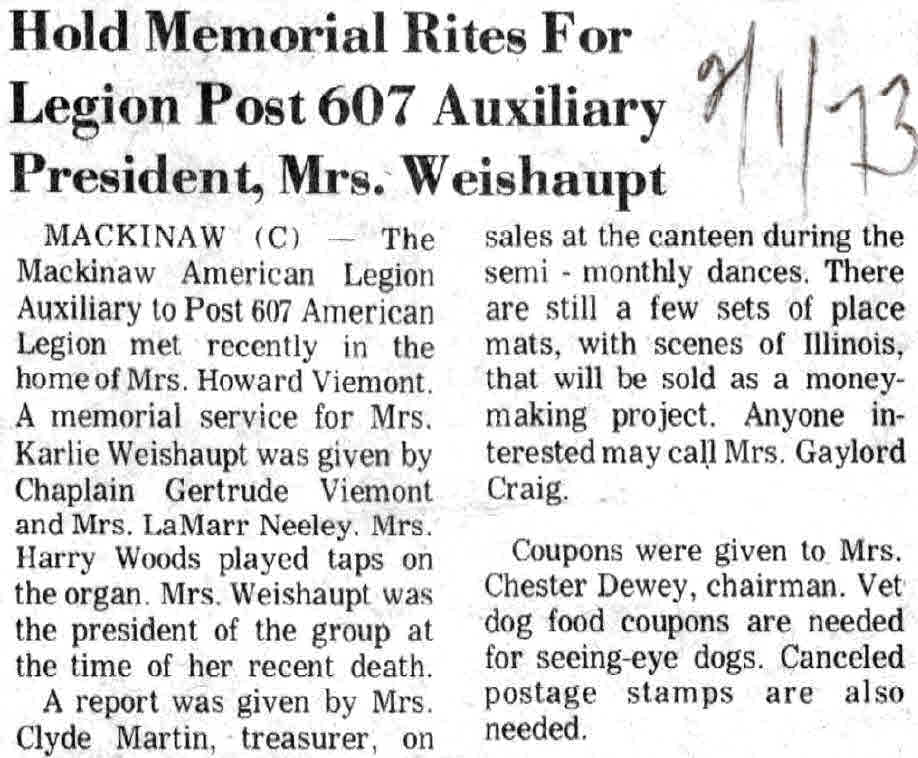 Hold Memorial Rites For
Legion Post 607 Auxiliary
President, Mrs. Weishaupt
MACKINAW (C) — The
Mackinaw American Legion
Auxiliary to Post 607 American
Legion met recently in the
home of Mrs. Howard Viemont.
A memorial service for Mrs.
Karlie Weishaupt was given by
Chaplain Gertrude Viemont
and Mrs. LaMarr Neeley. Mrs.
Harry Woods played taps on
the organ. Mrs. Weishaupt was
the president of the group at
the time of her recent death.
A report was given by Mrs.
Clyde Martin, treasurer, on
sales at the canteen during the
semi - monthly dances. There
are still a few sets of place
mats, with scenes of Illinois,
that will be sold as a money-
making project. Anyone in-
terested may call Mrs. Gaylord
Craig.
Coupons were given to Mrs.
Chester Dewey, chairman. Vet
dog food coupons are needed
for seeing-eye dogs. Canceled
postage stamps are also
needed.